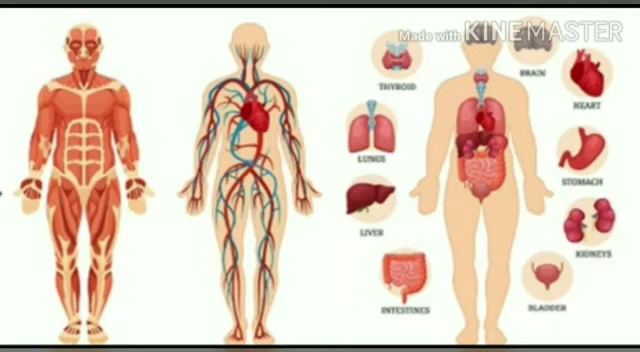 Made with KINEMASTER
BRAIN
THYROID
HEART
LUNGS
STOMACH
LIVER
KIDNEYS
INTESTINES
BLADDER